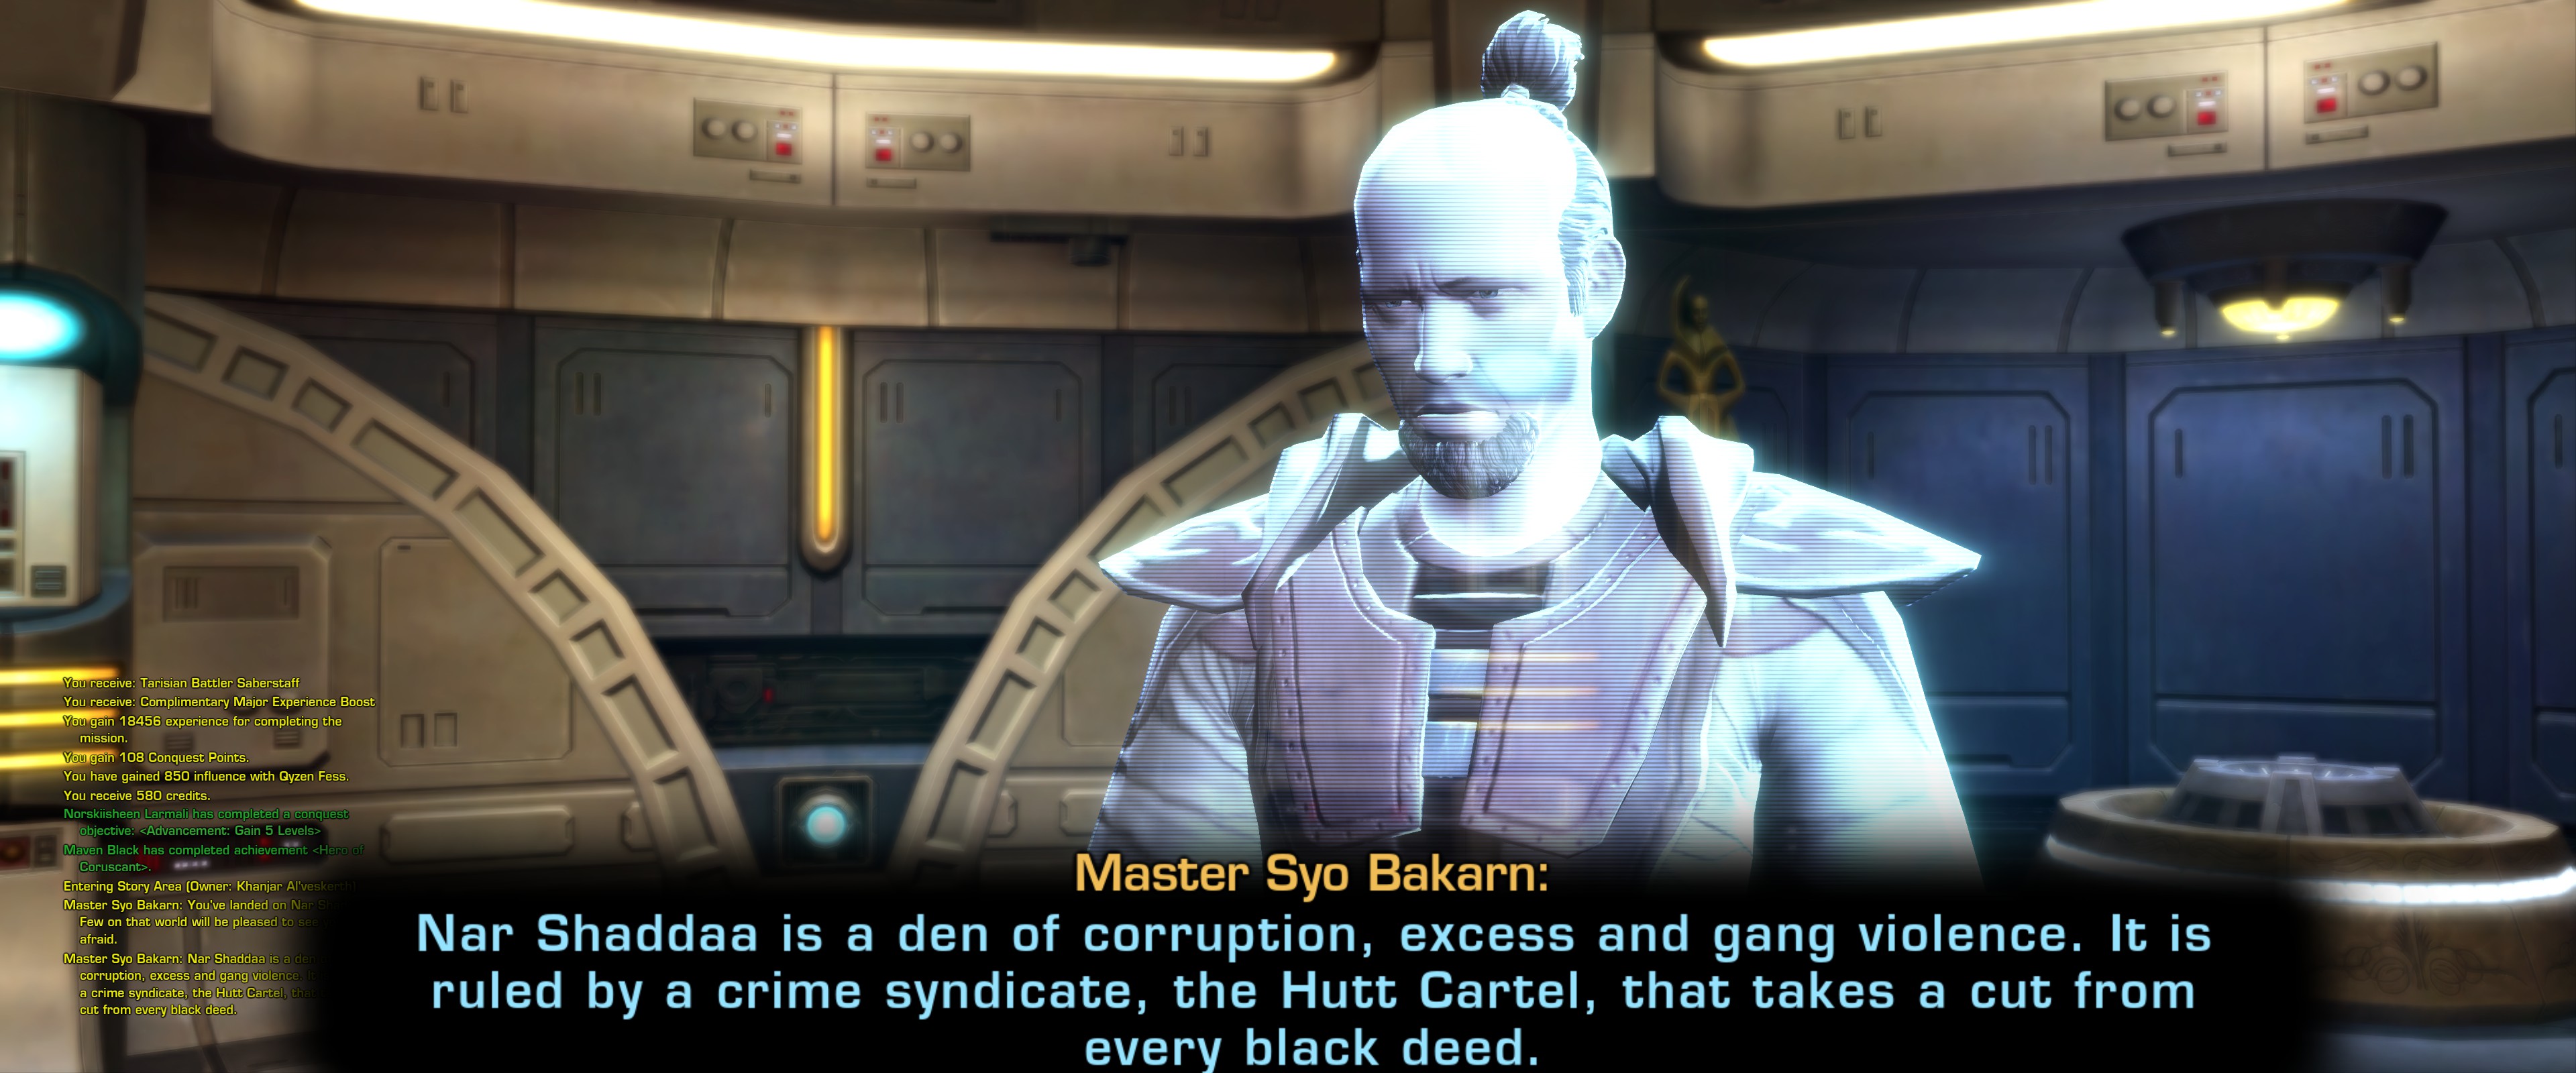 You receive: Tarisian Battler Saberstaff
You receive: Complimentary Major Experience Boost
You gain 18456 experience for completing the
mission.
You gain 108 Conquest Points.
You have gained 850 influence with Qyzen Fess.
You receive 580 credits.
Norskiisheen Larmali has completed a conquest
objective: <Advancement: Gain 5 Levels>
Maven Black has completed achievement <Hero of
Coruscant>.
Entering Story Area (Owner: Khanjar Al'veskerth)
Master Syo Bakarn: You've landed on Nar
Few on that world will be pleased to see
afraid.
Master Syo Bakarn: Nar Shaddaa is a den
corruption, excess and gang violence. It
a crime syndicate, the Hutt Cartel, that
cut from every black deed.
Master Syo Bakarn:
Nar Shaddaa is a den of corruption, excess and gang violence. It is
ruled by a crime syndicate, the Hutt Cartel, that takes a cut from
every black deed.